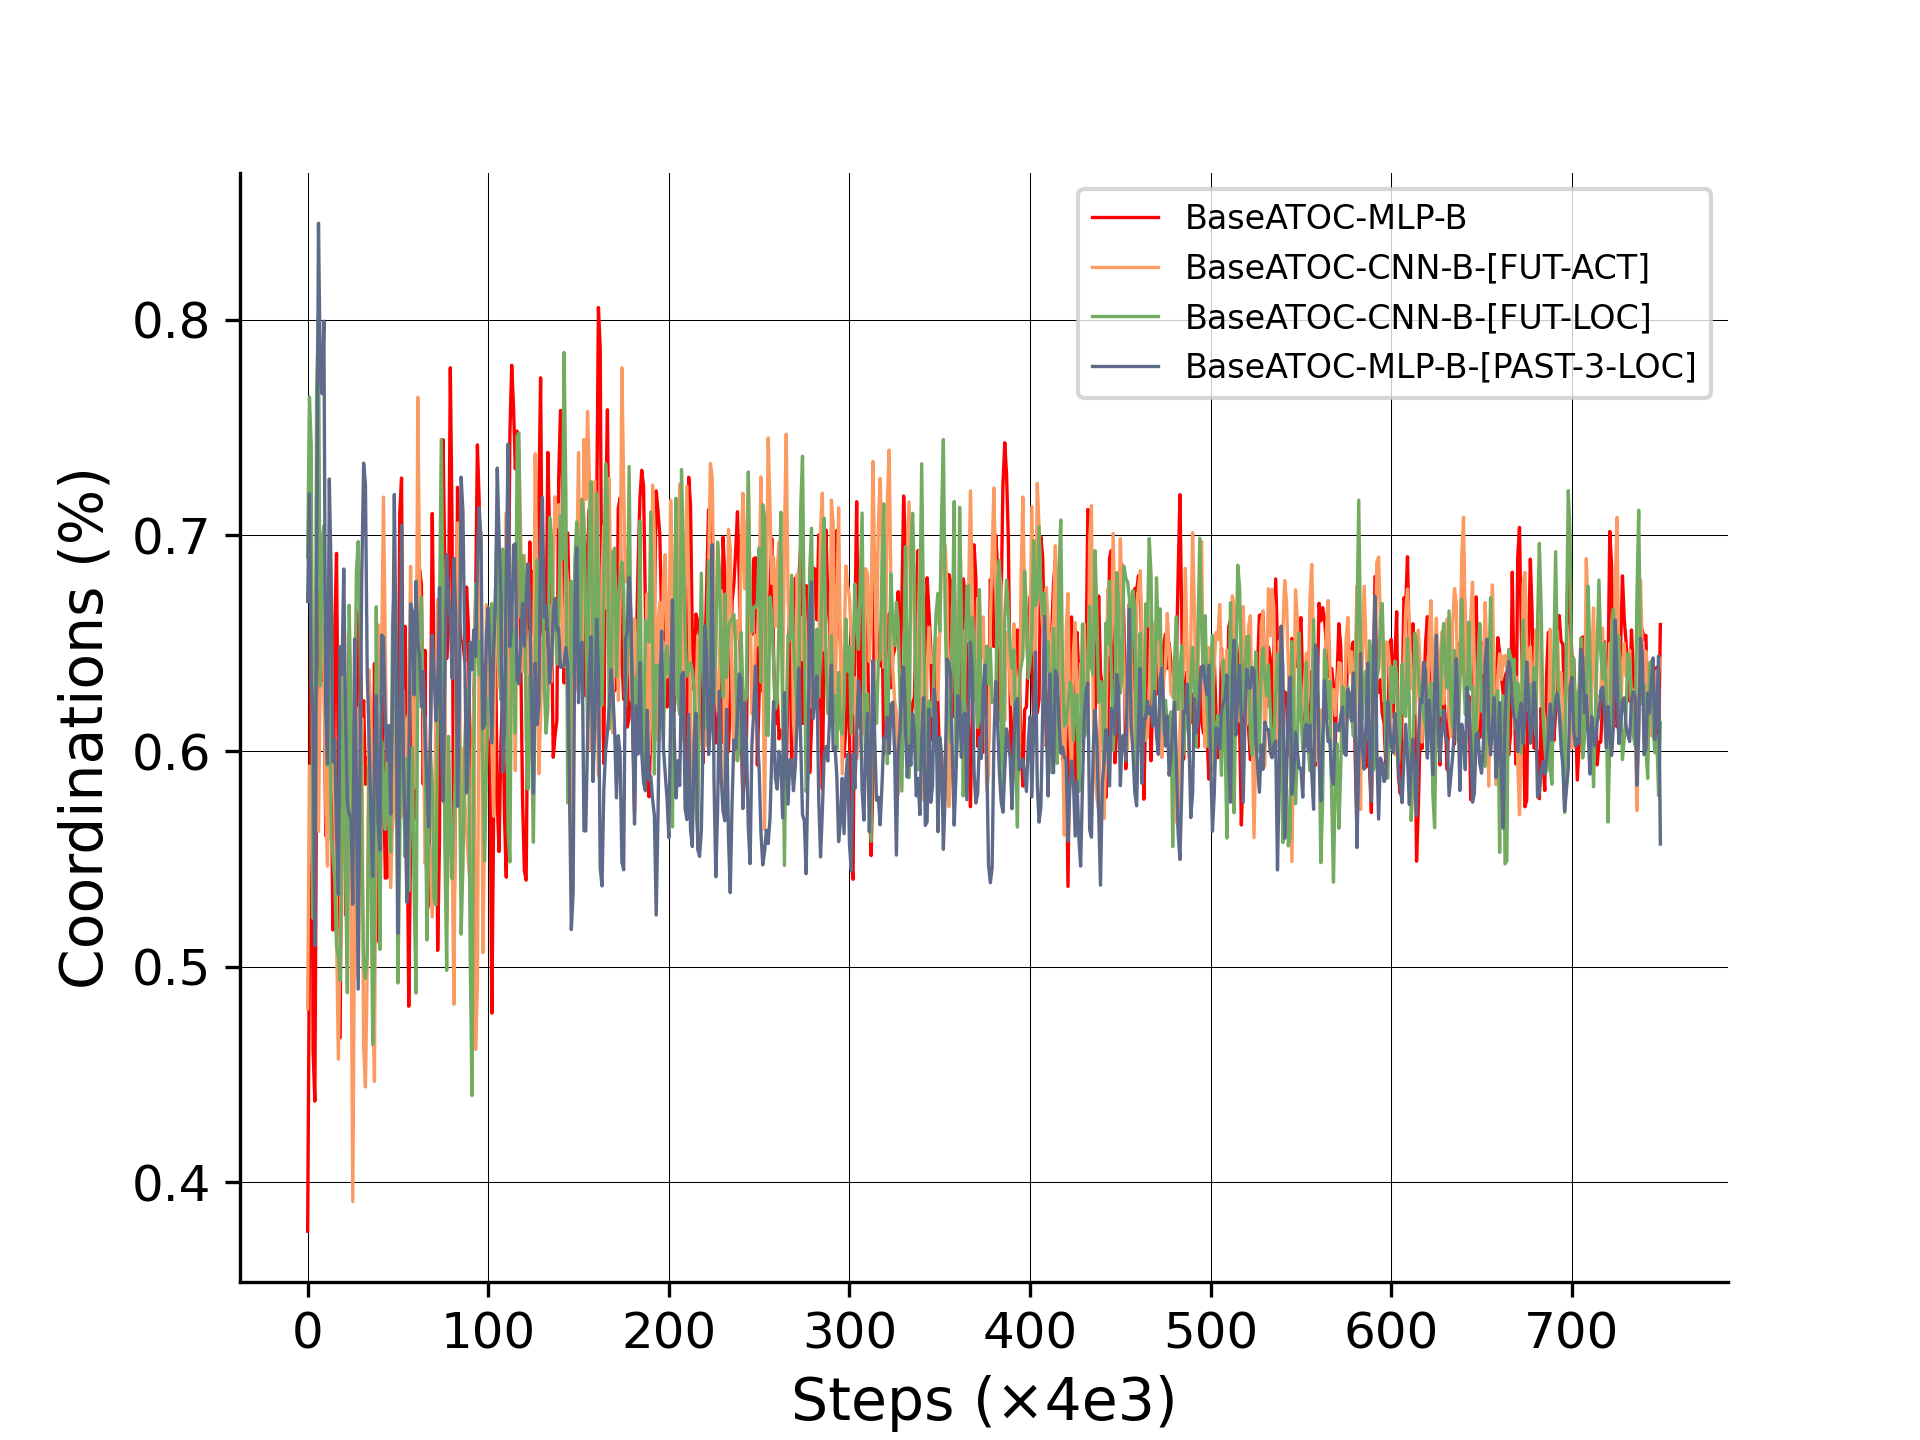 BaseATOC-MLP-B
BaseATOC-CNN-B-[FUT-ACT]
BaseATOC-CNN-B-[FUT-LOC]
BaseATOC-MLP-B-[PAST-3-LOC]
0.8
0.7
0.6
0.5
0.4
Coordinations (%)
0 100 200 300 400 500 600 700
Steps (×4e3)